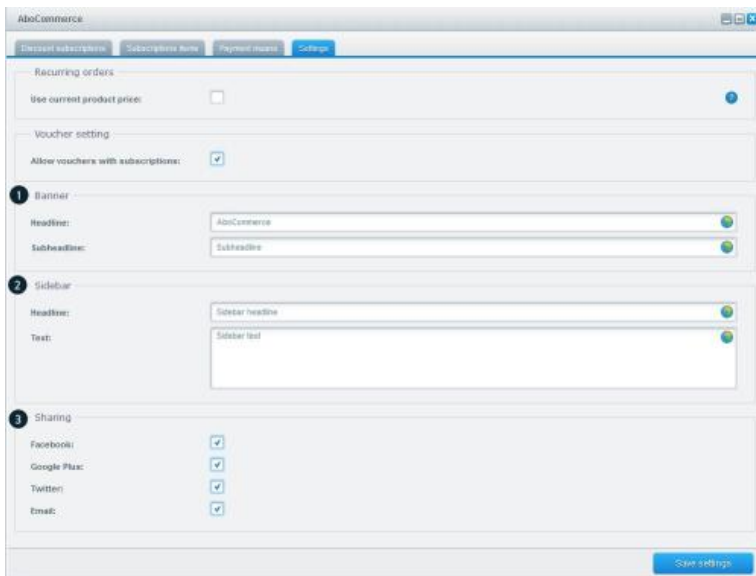 AboCommerce
Discount subscriptions Subscriptions items Payment means Settings
Recurring orders
Use current product price: ?
Voucher setting
Allow vouchers with subscriptions:
1 Banner
Headline: AboCommerce
Subheadline: Subheadline
2 Sidebar
Headline: Sidebar headline
Text: Sidebar text
3 Sharing
Facebook:
Google Plus:
Twitter:
Email:
Save settings